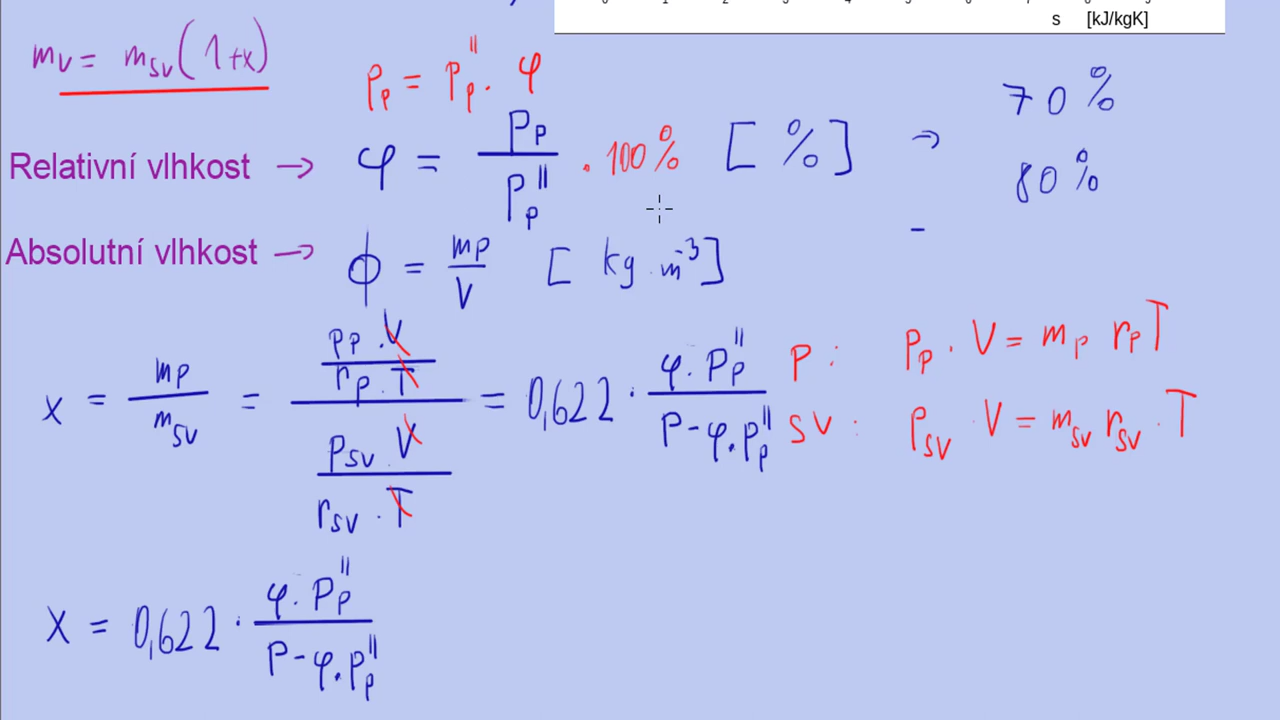 s [kJ/kgK]
m_V = m_SV (1+x)
P_P = P_P'' · φ
70 %
Relativní vlhkost → φ = P_P / P_P'' · 100 % [ % ] →
80 %
Absolutní vlhkost → ϕ = m_P / V [ kg · m⁻³ ]
x = m_P / m_SV = (P_P · V / r_P · T) / (P_SV · V / r_SV · T) = 0,622 · φ · P_P'' / P - φ · P_P''
P : P_P · V = m_P r_P T
SV : P_SV · V = m_SV r_SV · T
X = 0,622 · φ · P_P'' / P - φ · P_P''